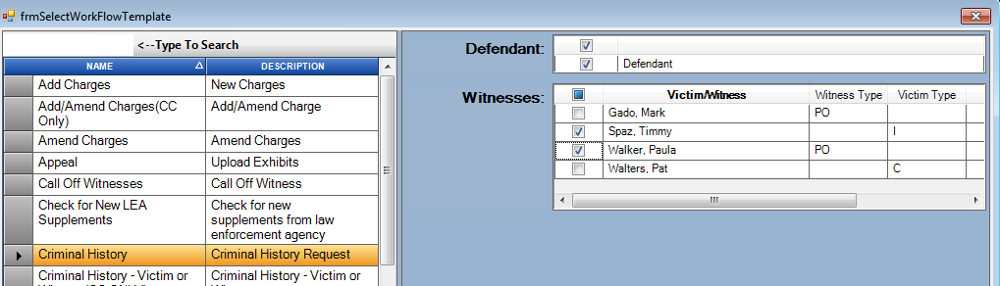 frmSelectWorkFlowTemplate
<--Type To Search
NAME DESCRIPTION
Add Charges New Charges
Add/Amend Charges(CC Add/Amend Charge
Only)
Amend Charges Amend Charges
Appeal Upload Exhibits
Call Off Witnesses Call Off Witness
Check for New LEA Check for new
Supplements supplements from law
enforcement agency
Criminal History Criminal History Request
Criminal History - Victim or Criminal History - Victim or
Defendant:
Defendant
Witnesses:
Victim/Witness Witness Type Victim Type
Gado, Mark PO
Spaz, Timmy I
Walker, Paula PO
Walters, Pat C